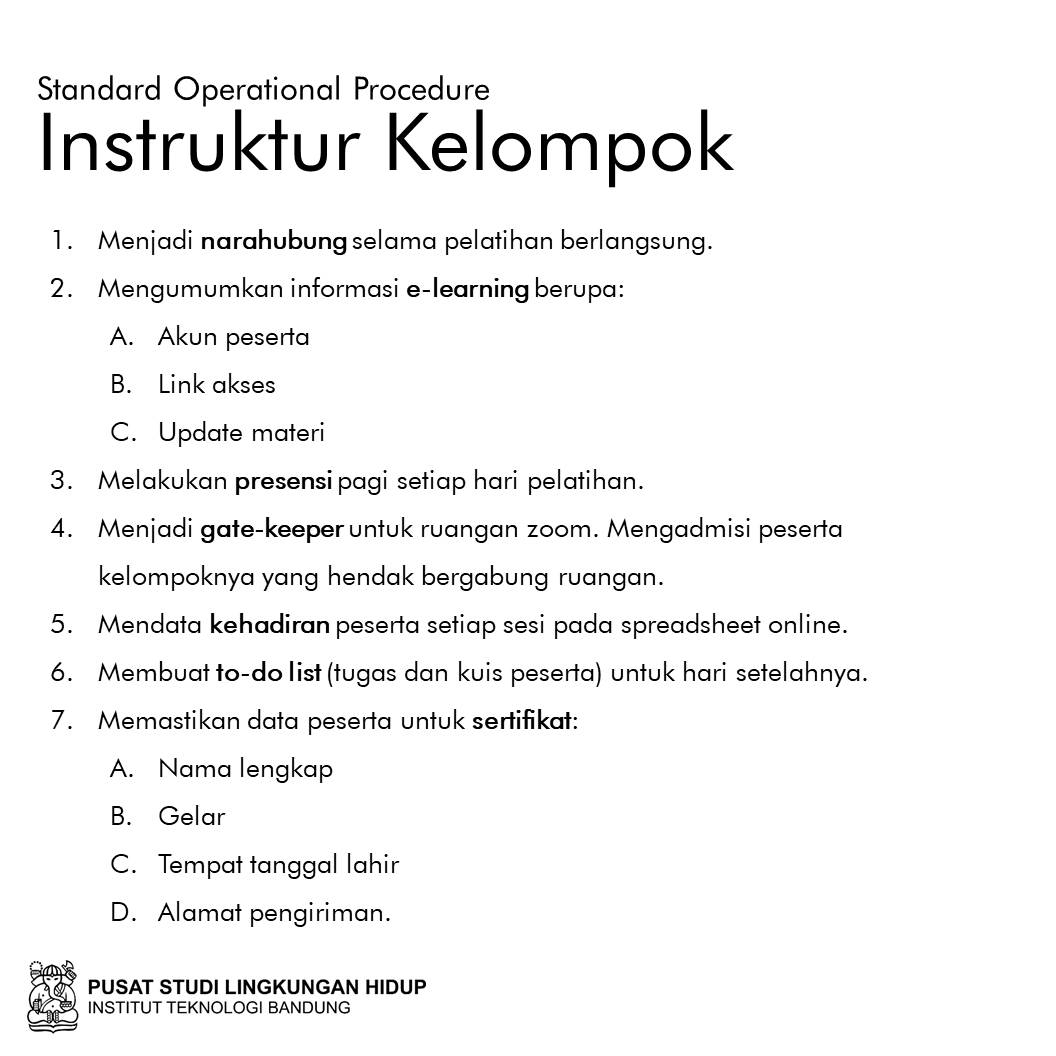 Standard Operational Procedure
Instruktur Kelompok
1. Menjadi narahubung selama pelatihan berlangsung.
2. Mengumumkan informasi e-learning berupa:
A. Akun peserta
B. Link akses
C. Update materi
3. Melakukan presensi pagi setiap hari pelatihan.
4. Menjadi gate-keeper untuk ruangan zoom. Mengadmisi peserta
kelompoknya yang hendak bergabung ruangan.
5. Mendata kehadiran peserta setiap sesi pada spreadsheet online.
6. Membuat to-do list (tugas dan kuis peserta) untuk hari setelahnya.
7. Memastikan data peserta untuk sertifikat:
A. Nama lengkap
B. Gelar
C. Tempat tanggal lahir
D. Alamat pengiriman.
PUSAT STUDI LINGKUNGAN HIDUP
INSTITUT TEKNOLOGI BANDUNG